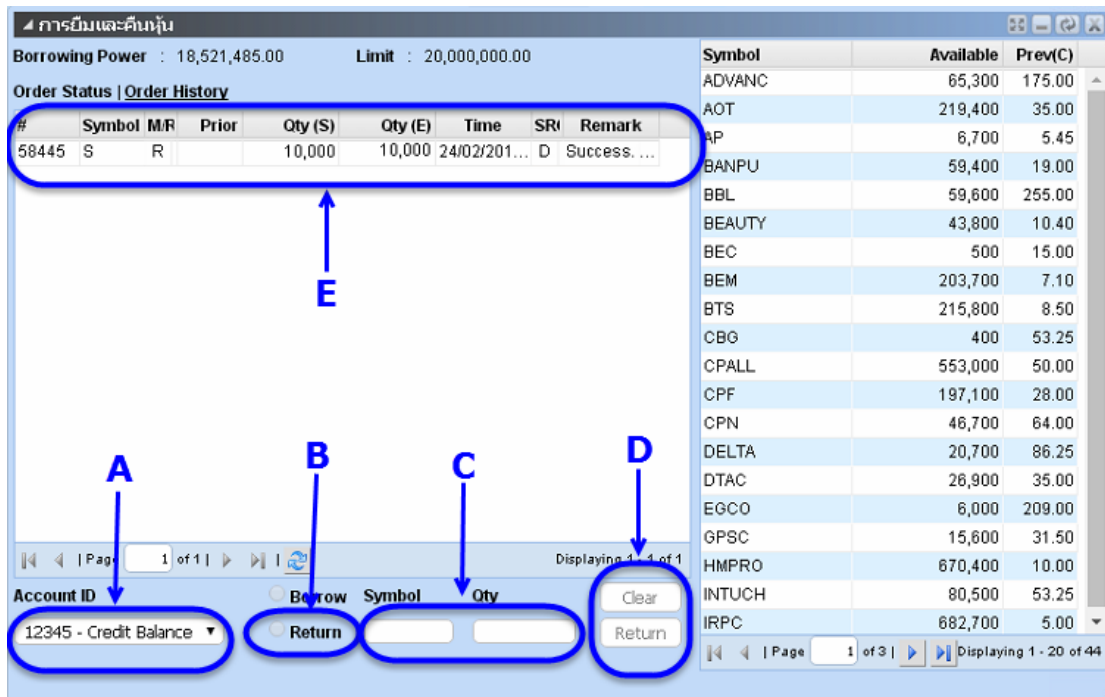 การยืมและคืนหุ้น
Borrowing Power : 18,521,485.00 Limit : 20,000,000.00
Order Status | Order History
# Symbol M/R Prior Qty (S) Qty (E) Time Remark
58445 S R 10,000 10,000 24/02/201... D Success. ...
E
A
B
C
D
| Page 1 of 1 | |
Displaying 1 - 1 of 1
Account ID Borrow Symbol Qty Clear
12345 - Credit Balance Return Return
Symbol Available Prev(C)
ADVANC 65,300 175.00
AOT 219,400 35.00
AP 6,700 5.45
BANPU 59,400 19.00
BBL 59,600 255.00
BEAUTY 43,800 10.40
BEC 500 15.00
BEM 203,700 7.10
BTS 215,800 8.50
CBG 400 53.25
CPALL 553,000 50.00
CPF 197,100 28.00
CPN 46,700 64.00
DELTA 20,700 86.25
DTAC 26,900 35.00
EGCO 6,000 209.00
GPSC 15,600 31.50
HMPRO 670,400 10.00
INTUCH 80,500 53.25
IRPC 682,700 5.00
| Page 1 of 3 | Displaying 1 - 20 of 44